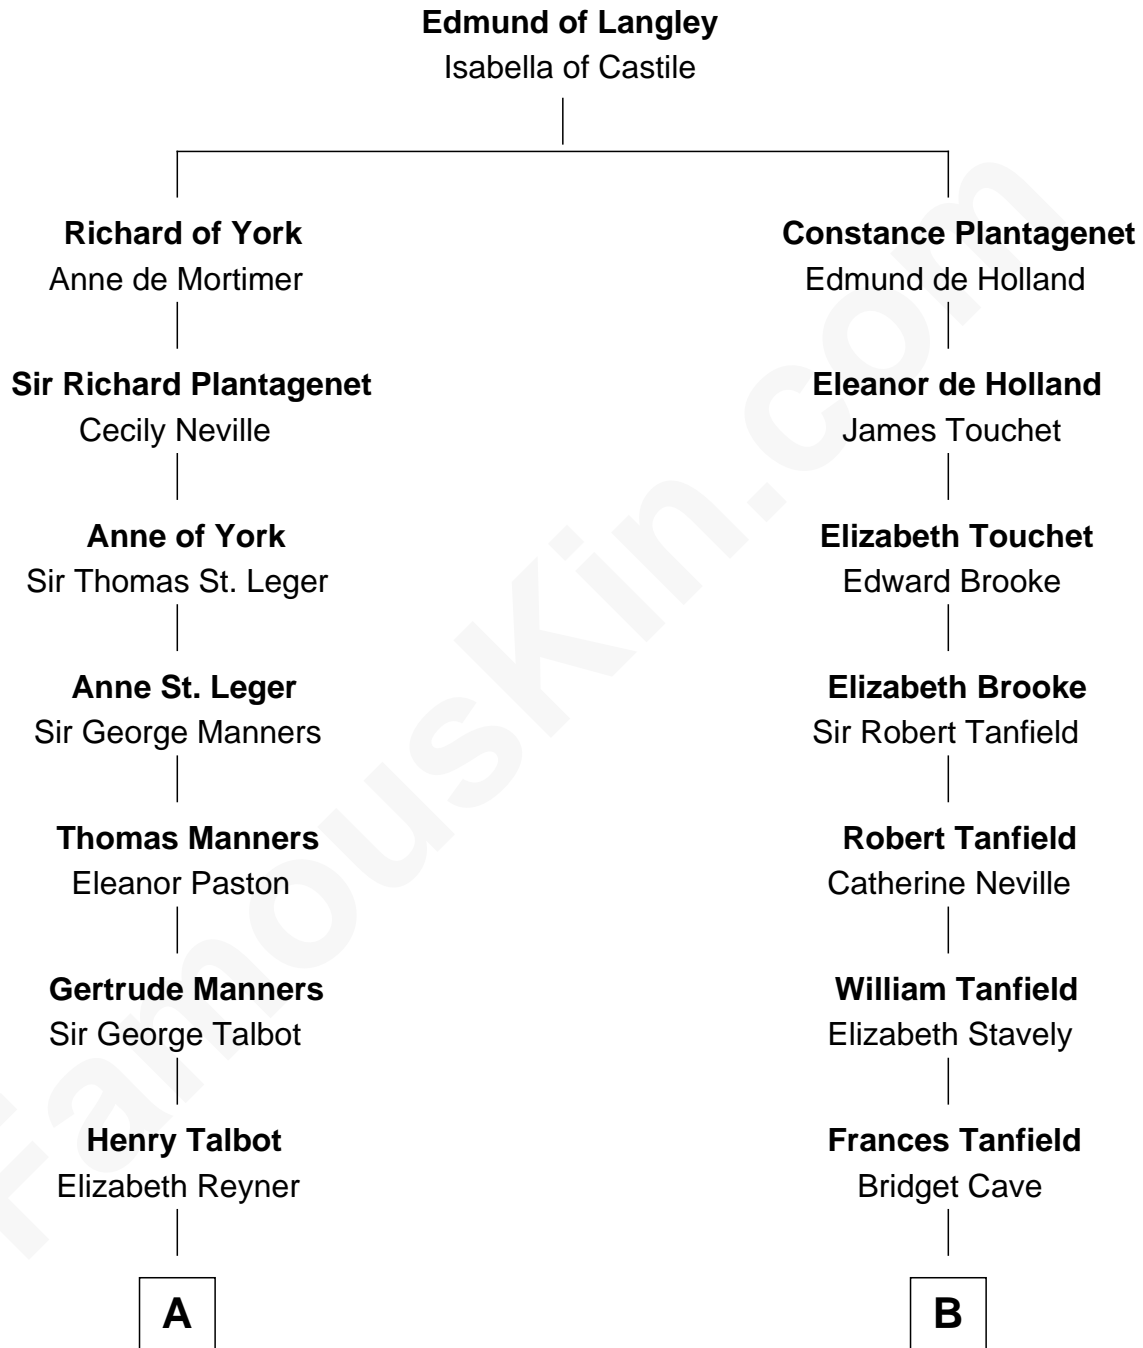 Edmund of Langley
Isabella of Castile
Richard of York
Anne de Mortimer
Sir Richard Plantagenet
Cecily Neville
Anne of York
Sir Thomas St. Leger
Anne St. Leger
Sir George Manners
Thomas Manners
Eleanor Paston
Gertrude Manners
Sir George Talbot
Henry Talbot
Elizabeth Reyner
A
Constance Plantagenet
Edmund de Holland
Eleanor de Holland
James Touchet
Elizabeth Touchet
Edward Brooke
Elizabeth Brooke
Sir Robert Tanfield
Robert Tanfield
Catherine Neville
William Tanfield
Elizabeth Stavely
Frances Tanfield
Bridget Cave
B
FamousKin.com